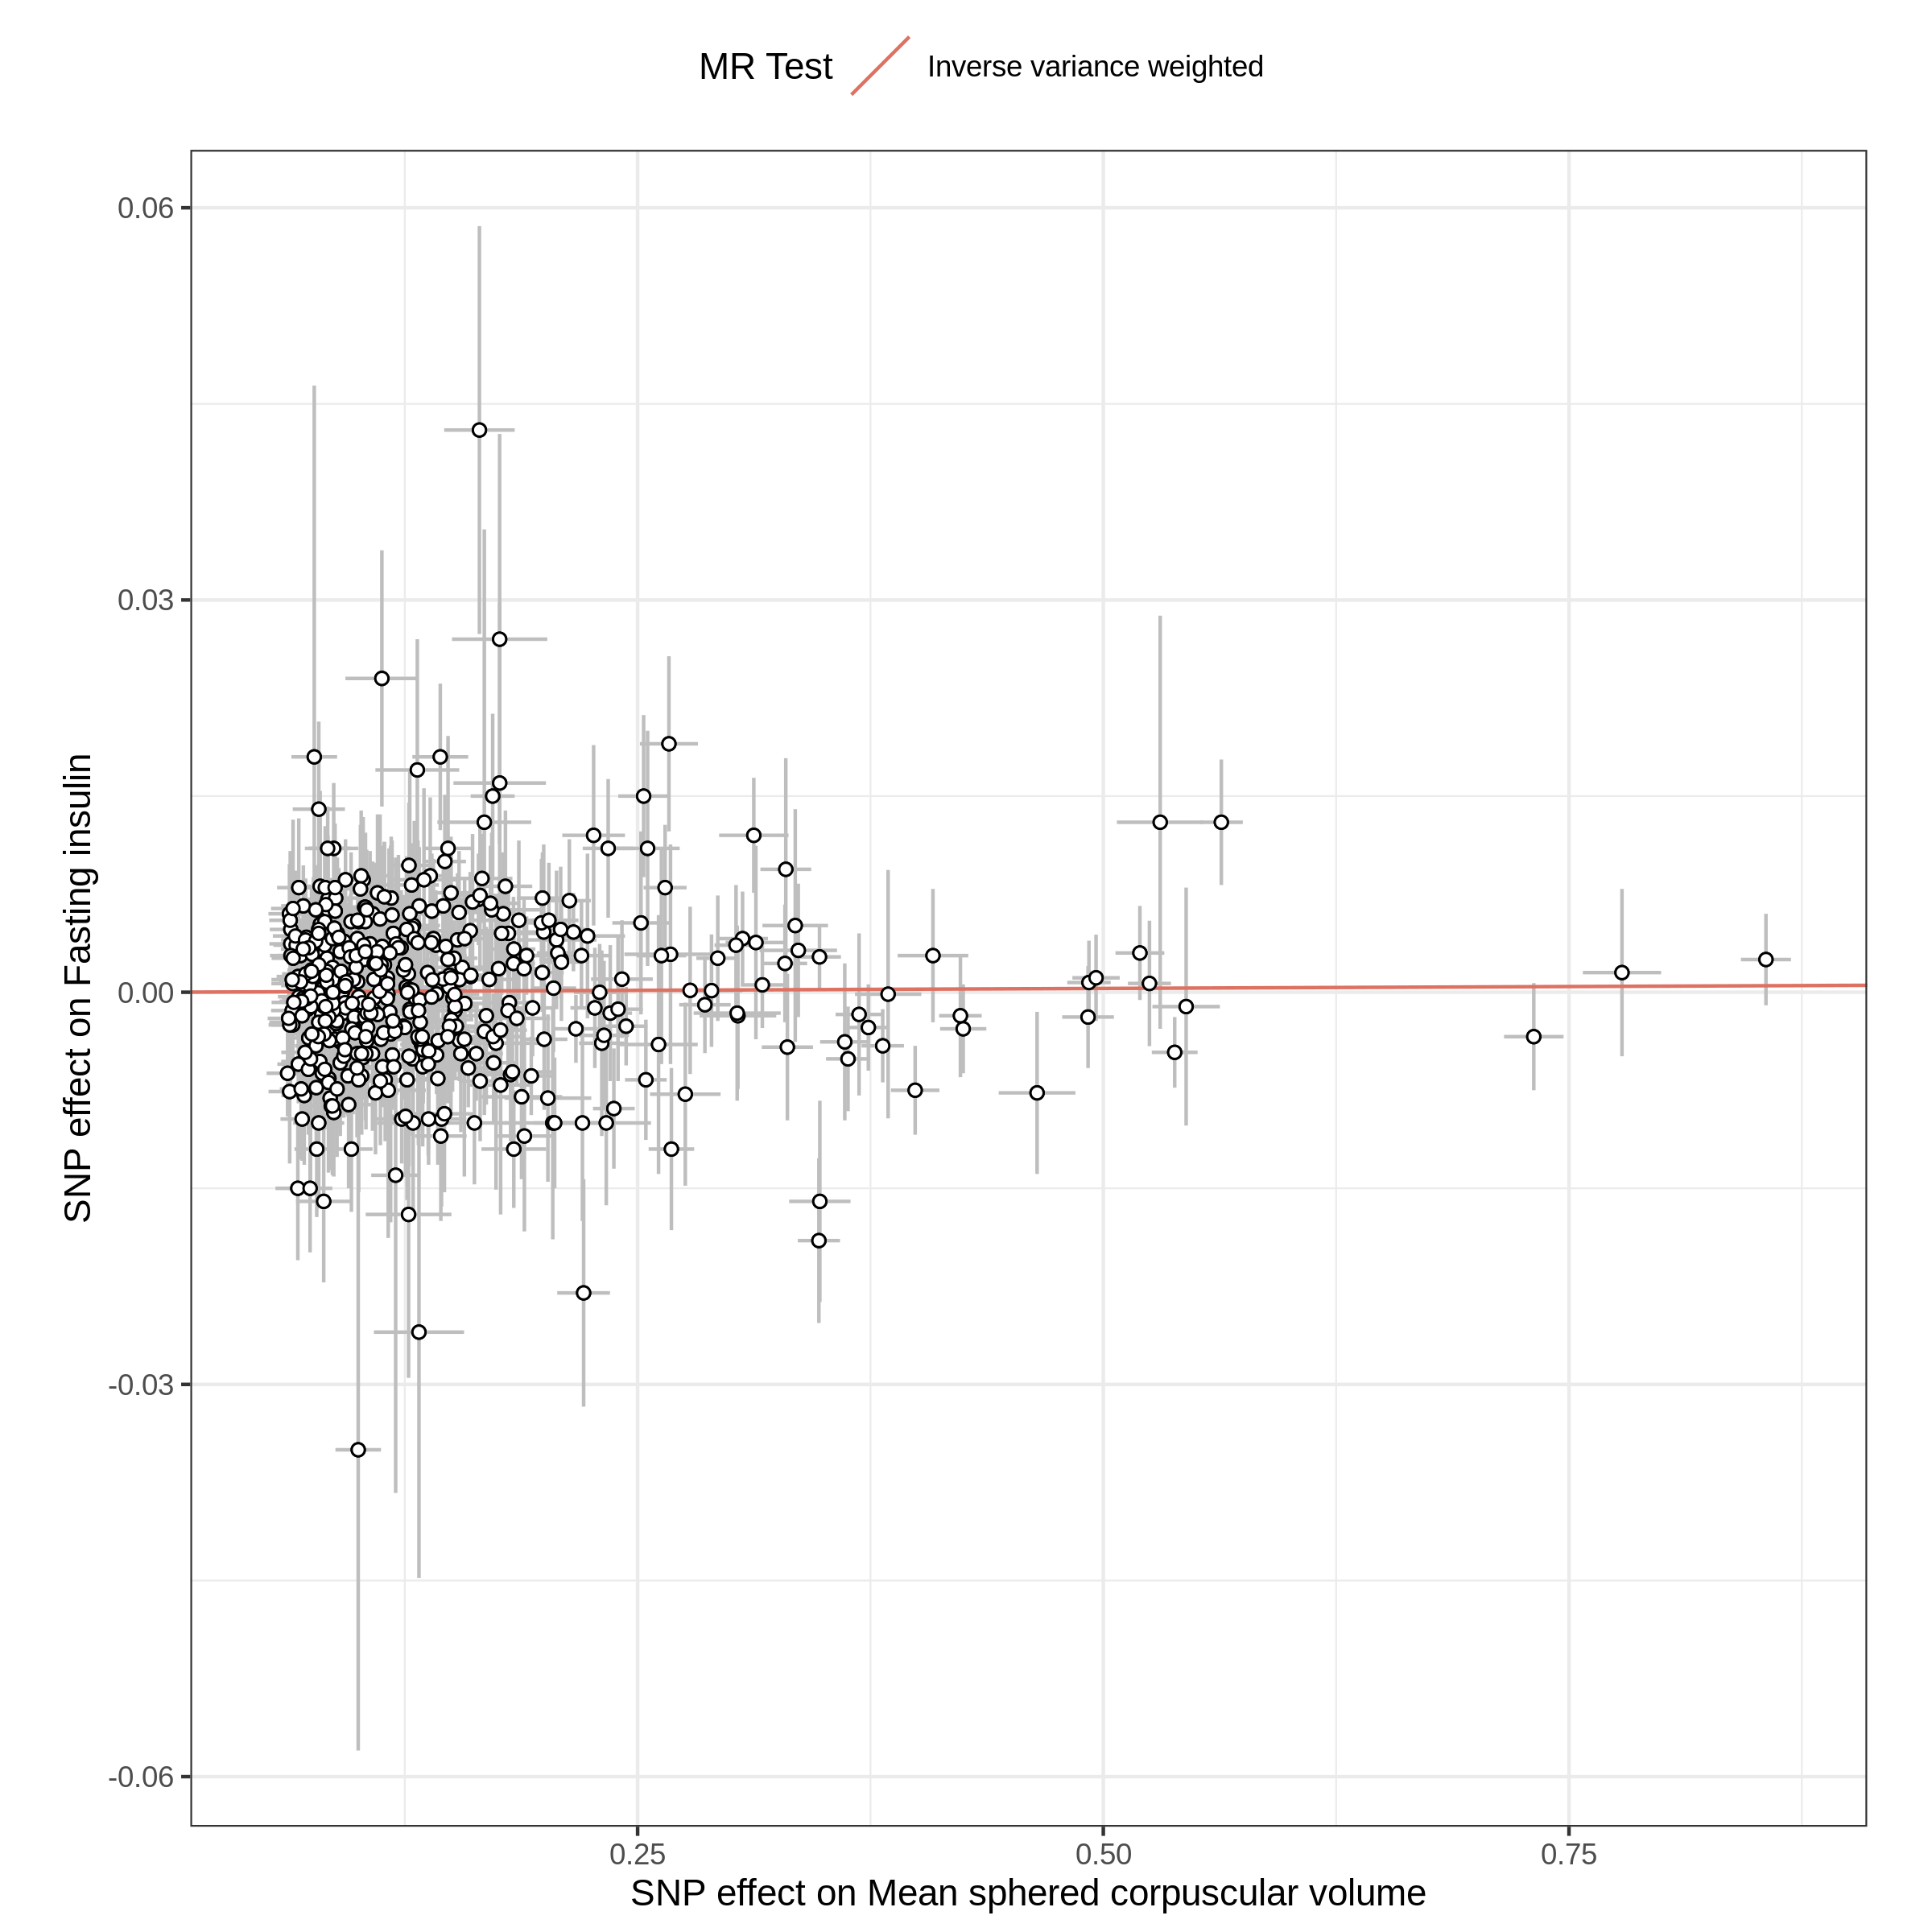 MR Test Inverse variance weighted
0.06
0.03
0.00
-0.03
-0.06
SNP effect on Fasting insulin
0.25 0.50 0.75
SNP effect on Mean sphered corpuscular volume